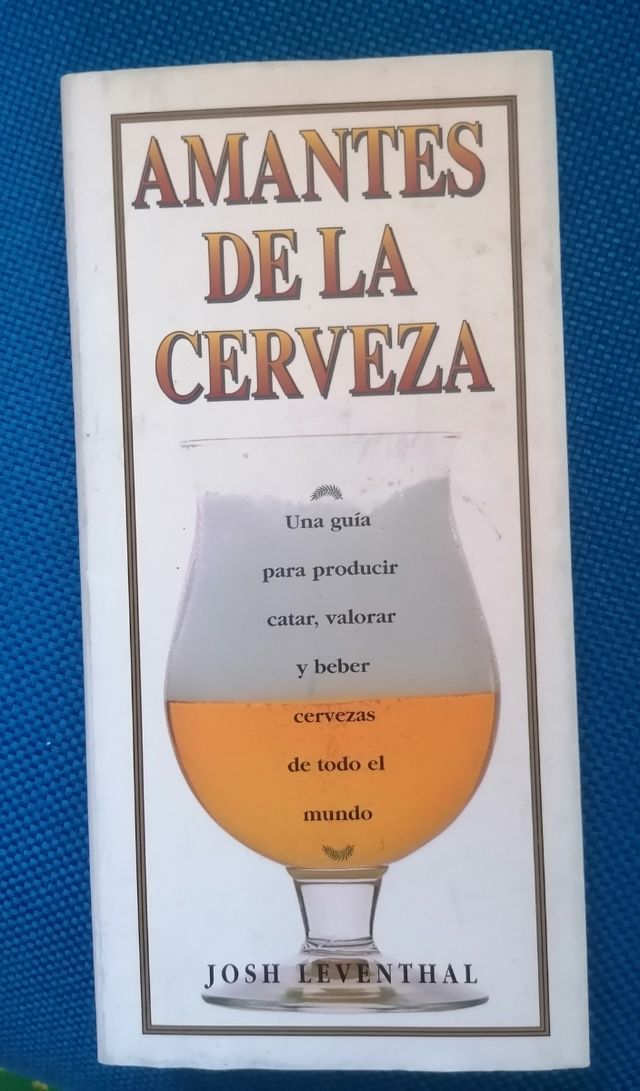 AMANTES
DE LA
CERVEZA
Una guía
para producir
catar, valorar
y beber
cervezas
de todo el
mundo
JOSH LEVENTHAL